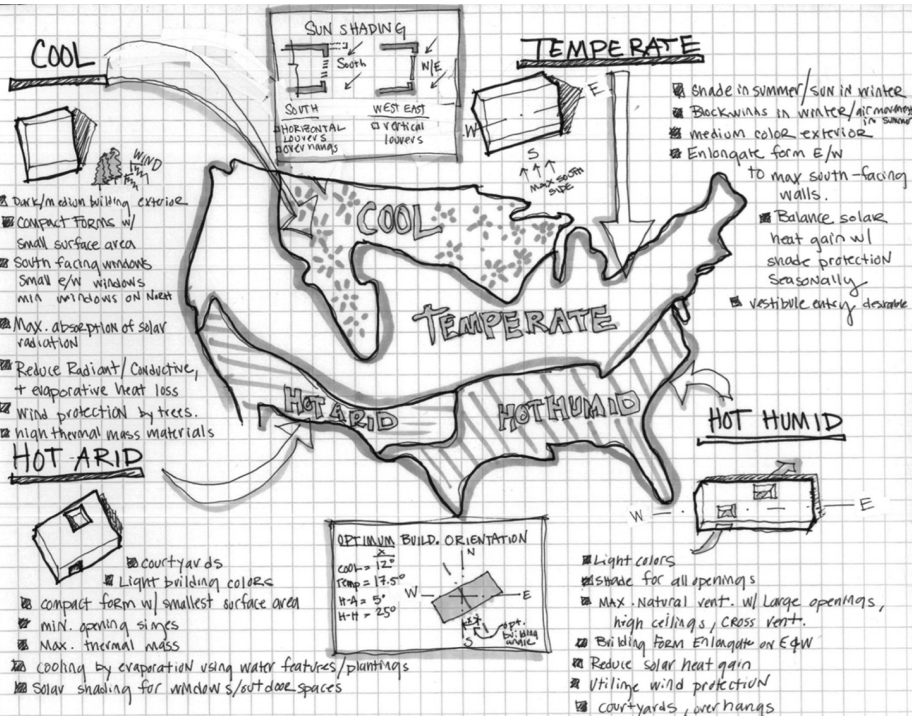 COOL
WIND
Dark/medium building exterior
COMPACT FORMS w/
small surface area
South facing windows
Small e/w windows
min windows on North
Max. absorption of solar
radiation
Reduce Radiant/Conductive,
+ evaporative heat loss
Wind protection by trees.
high thermal mass materials
SUN SHADING
South
W/E
SOUTH
HORIZONTAL
LOUVERS
overhangs
WEST EAST
vertical
louvers
TEMPERATE
E
W
S
MAX SOUTH
SIDE
shade in summer/sun in winter
Block winds in winter/air movement
in summer
medium color exterior
Enlongate form E/W
to max south-facing
walls.
Balance solar
heat gain w/
shade protection
Seasonally
vestibule entry desirable
COOL
TEMPERATE
HOT ARID
HOT HUMID
HOT ARID
courtyards
Light building colors
compact form w/ smallest surface area
min. opening sizes
Max. thermal mass
cooling by evaporation using water features/plantings
Solar shading for windows/outdoor spaces
OPTIMUM BUILD. ORIENTATION
X
COOL = 12°
Temp = 17.5°
H-A = 5°
H-H = 25°
N
W
E
S
X
opt.
building
angle
HOT HUMID
W
E
Light colors
shade for all openings
MAX. Natural vent. w/ Large openings,
high ceilings, cross vent.
Building form Enlongate on E&W
Reduce solar heat gain
Utilize wind protection
courtyards, overhangs